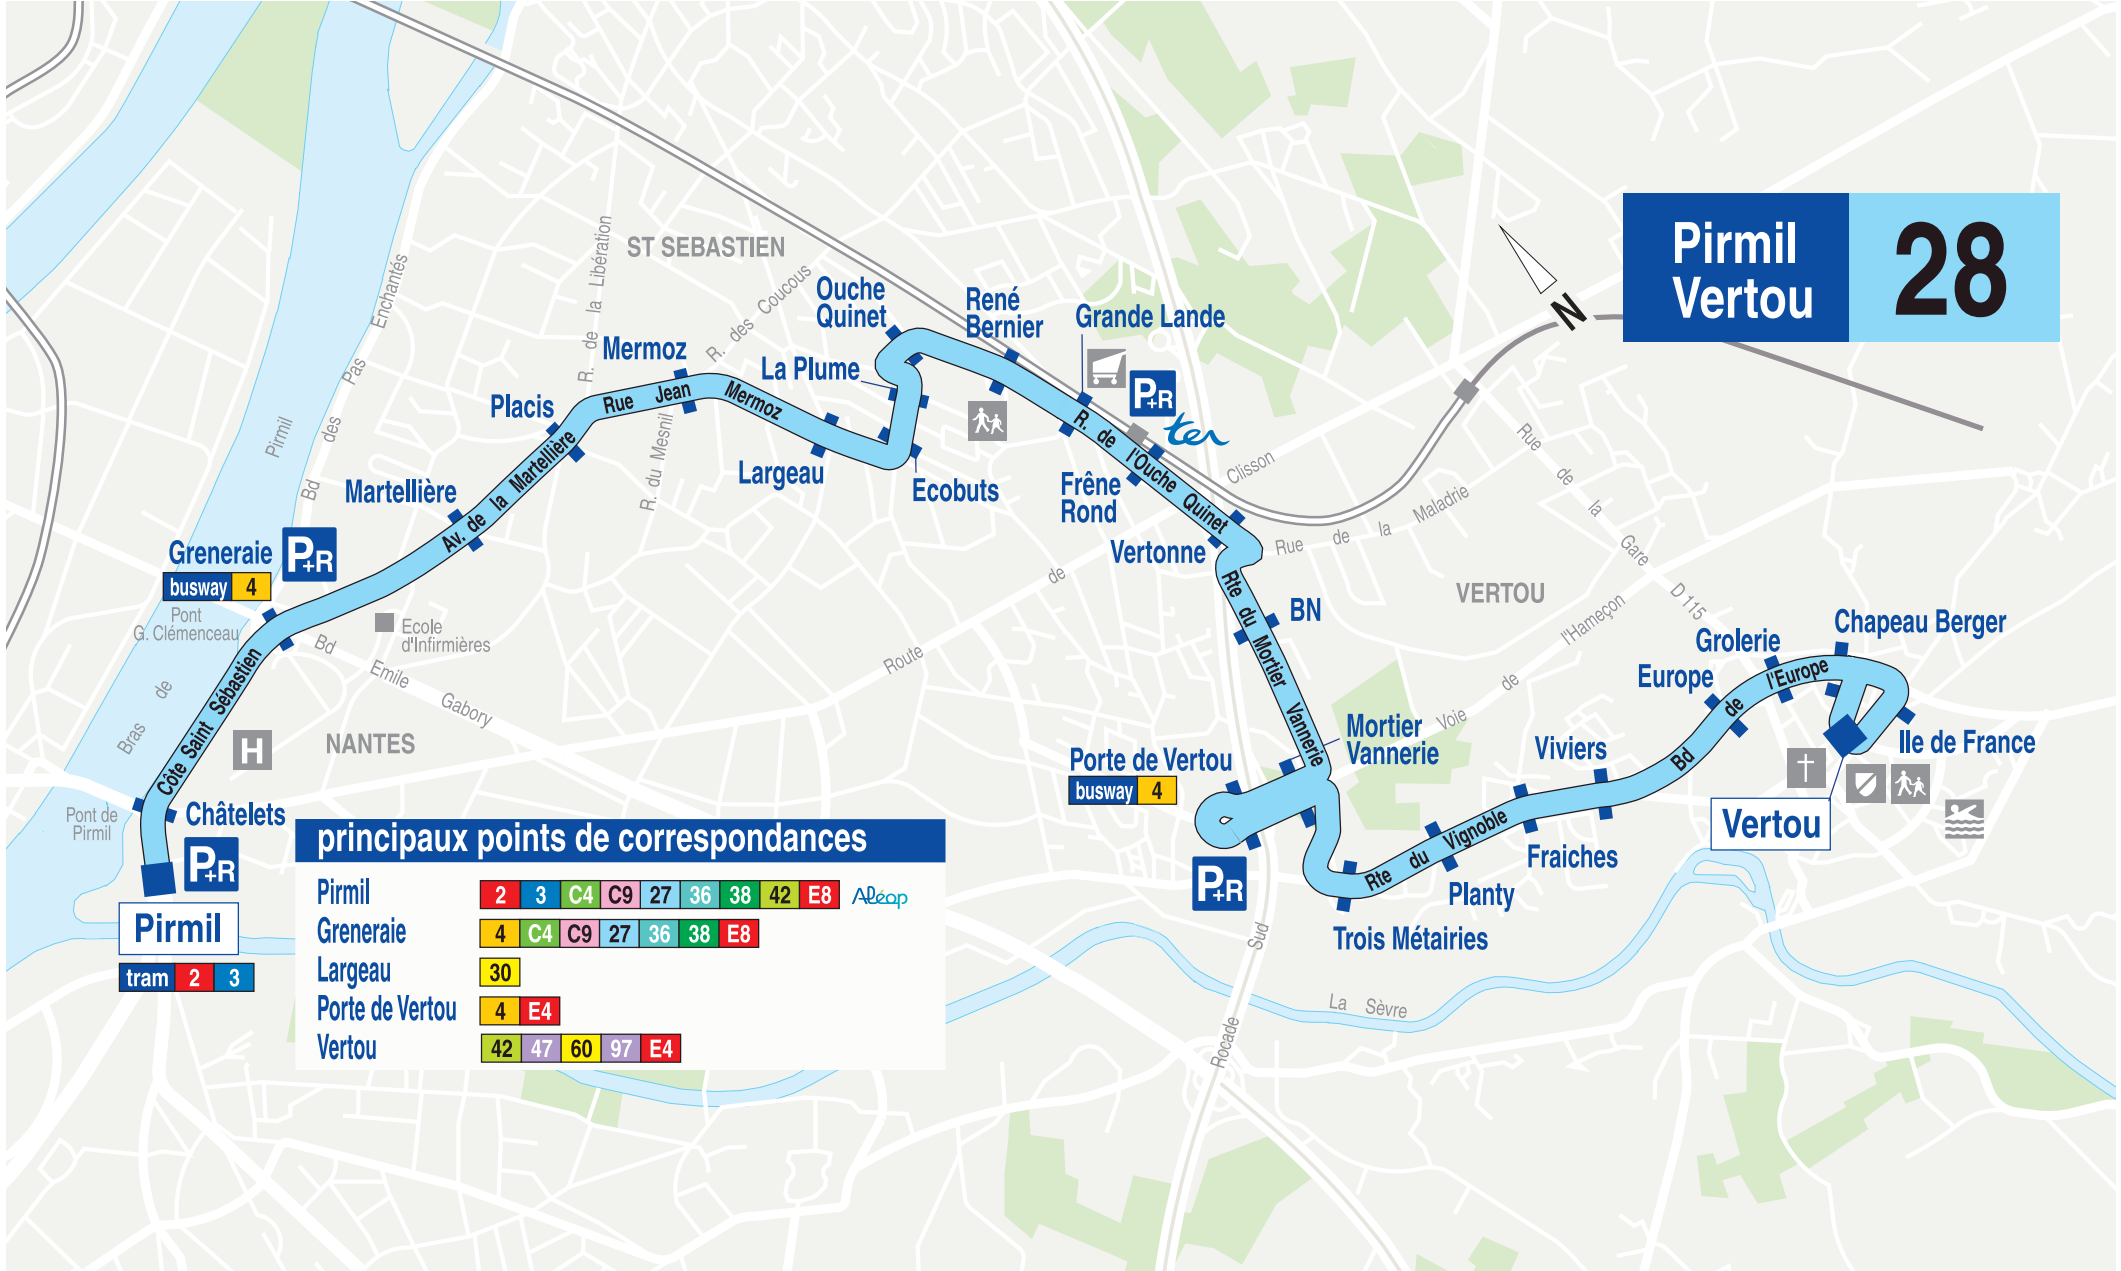 Pirmil
Vertou
28
N
ST SEBASTIEN
NANTES
VERTOU
R. de la Libération
R. des Coucous
Bd des Pas Enchantés
R. du Mesnil
Bras de Pirmil
Pont
G. Clémenceau
Pont de
Pirmil
Ecole
d'Infirmières
Bd Emile Gabory
Route de Clisson
Rue de la Maladrie
Rue de la Gare
D 115
Voie de l'Hameçon
Rocade Sud
La Sèvre
H
Pirmil
tram 2 3
P+R
Châtelets
Côte Saint Sébastien
Greneraie
busway 4
P+R
Martellière
Av. de la Martellière
Placis
Mermoz
Rue Jean Mermoz
Largeau
Ecobuts
La Plume
Ouche
Quinet
René
Bernier
Grande Lande
P+R
ter
R. de l'Ouche Quinet
Frêne
Rond
Vertonne
BN
Rte du Mortier Vannerie
Mortier
Vannerie
Porte de Vertou
busway 4
P+R
Trois Métairies
Rte du Vignoble
Planty
Fraiches
Viviers
Bd de l'Europe
Europe
Grolerie
Chapeau Berger
Ile de France
Vertou
principaux points de correspondances
Pirmil 2 3 C4 C9 27 36 38 42 E8 Aléop
Greneraie 4 C4 C9 27 36 38 E8
Largeau 30
Porte de Vertou 4 E4
Vertou 42 47 60 97 E4